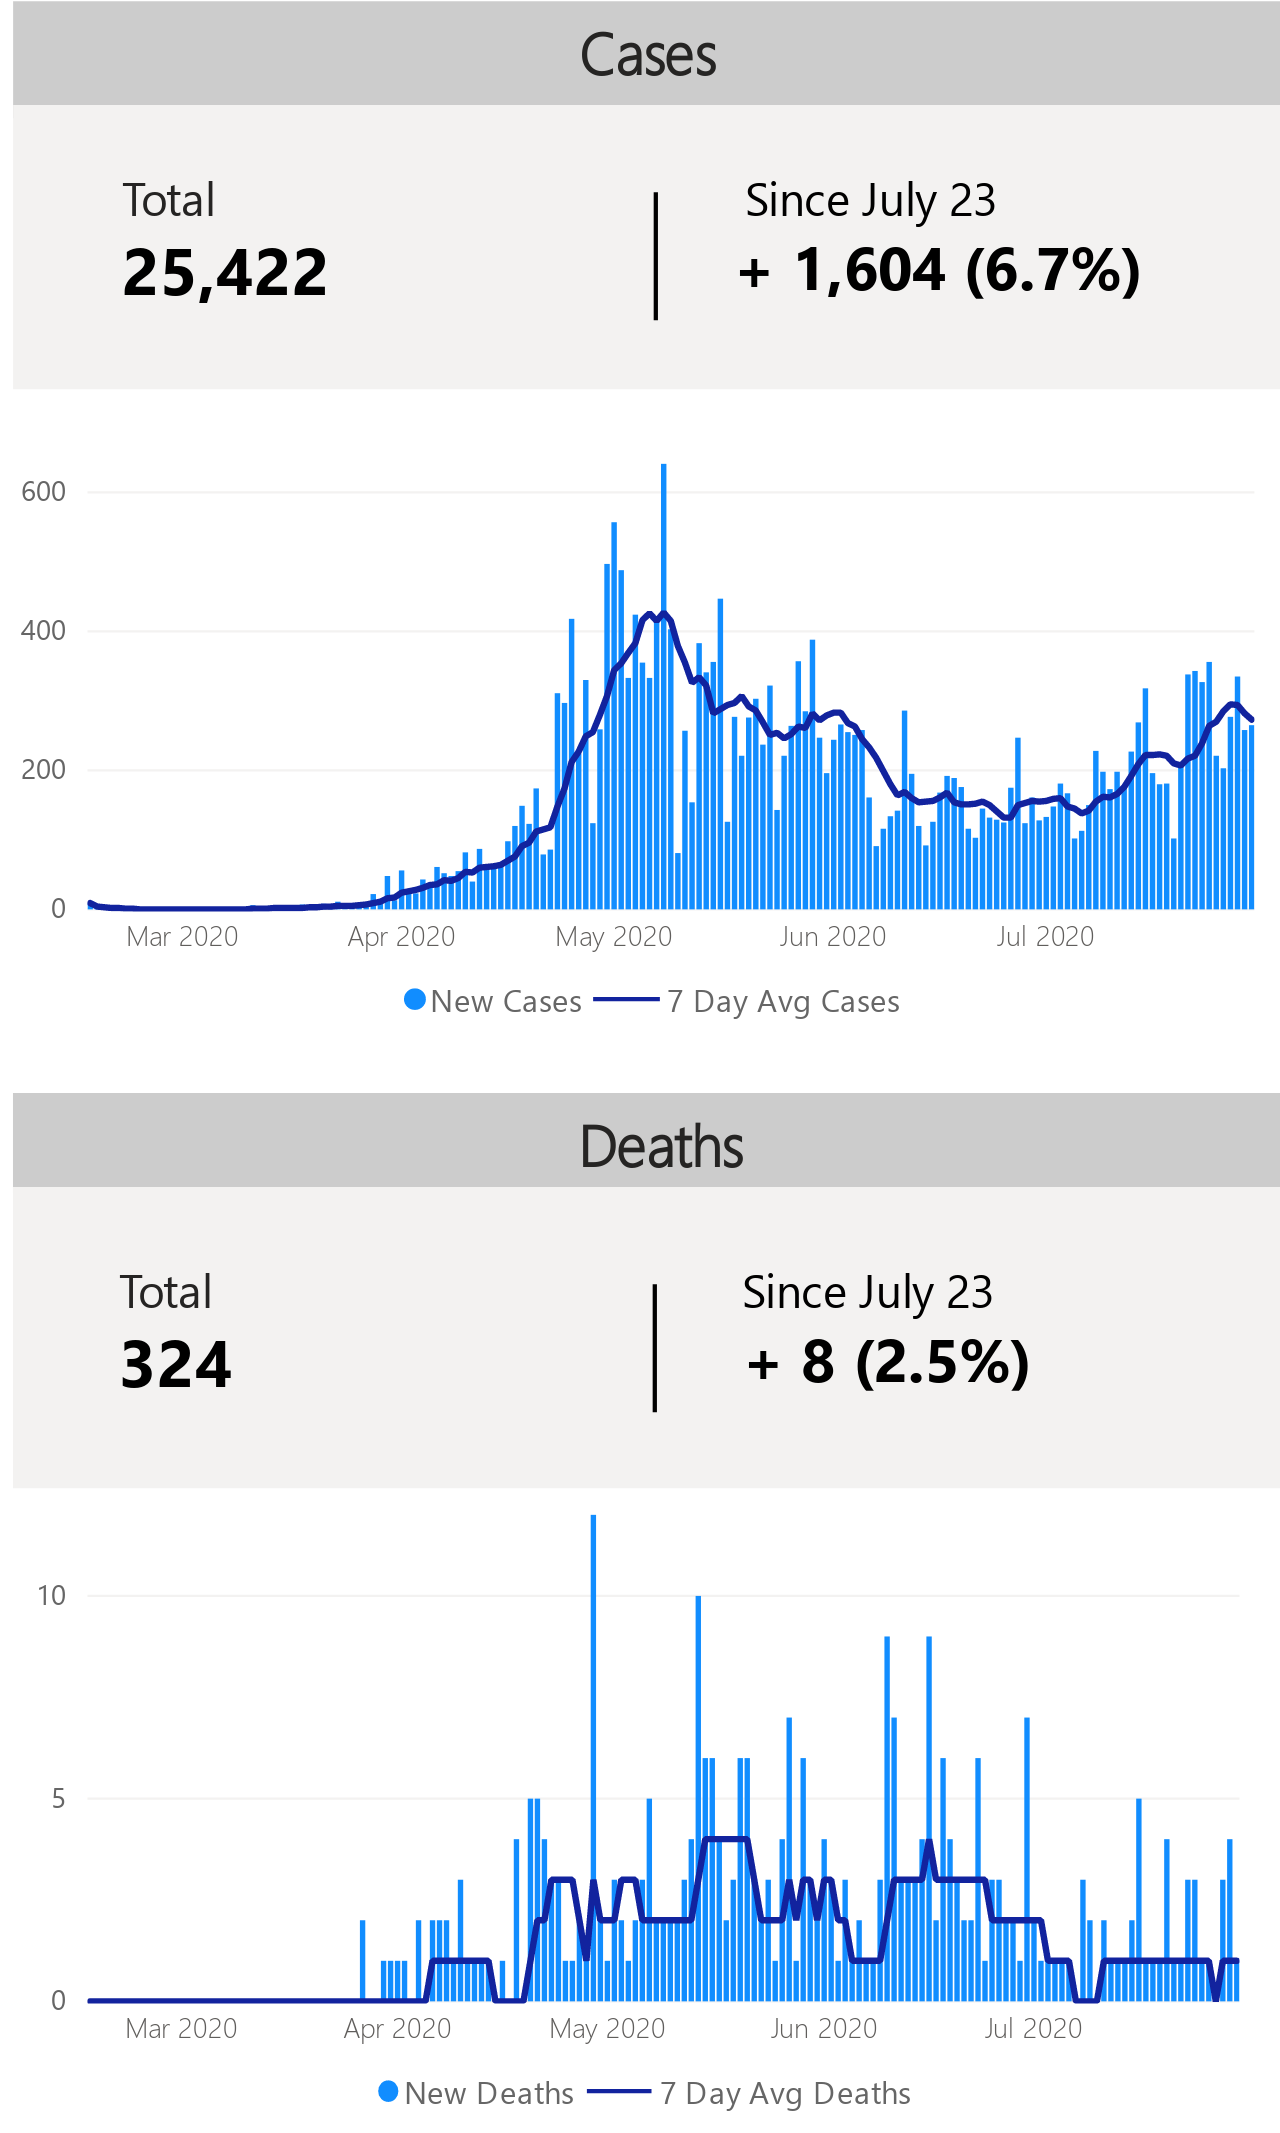 Cases
Total
Since July 23
25,422
+ 1,604 (6.7%)
600
400
200
0
Mar 2020 Apr 2020 May 2020 Jun 2020 Jul 2020
New Cases 7 Day Avg Cases
Deaths
Total
Since July 23
324
+ 8 (2.5%)
10
5
0
Mar 2020 Apr 2020 May 2020 Jun 2020 Jul 2020
New Deaths 7 Day Avg Deaths